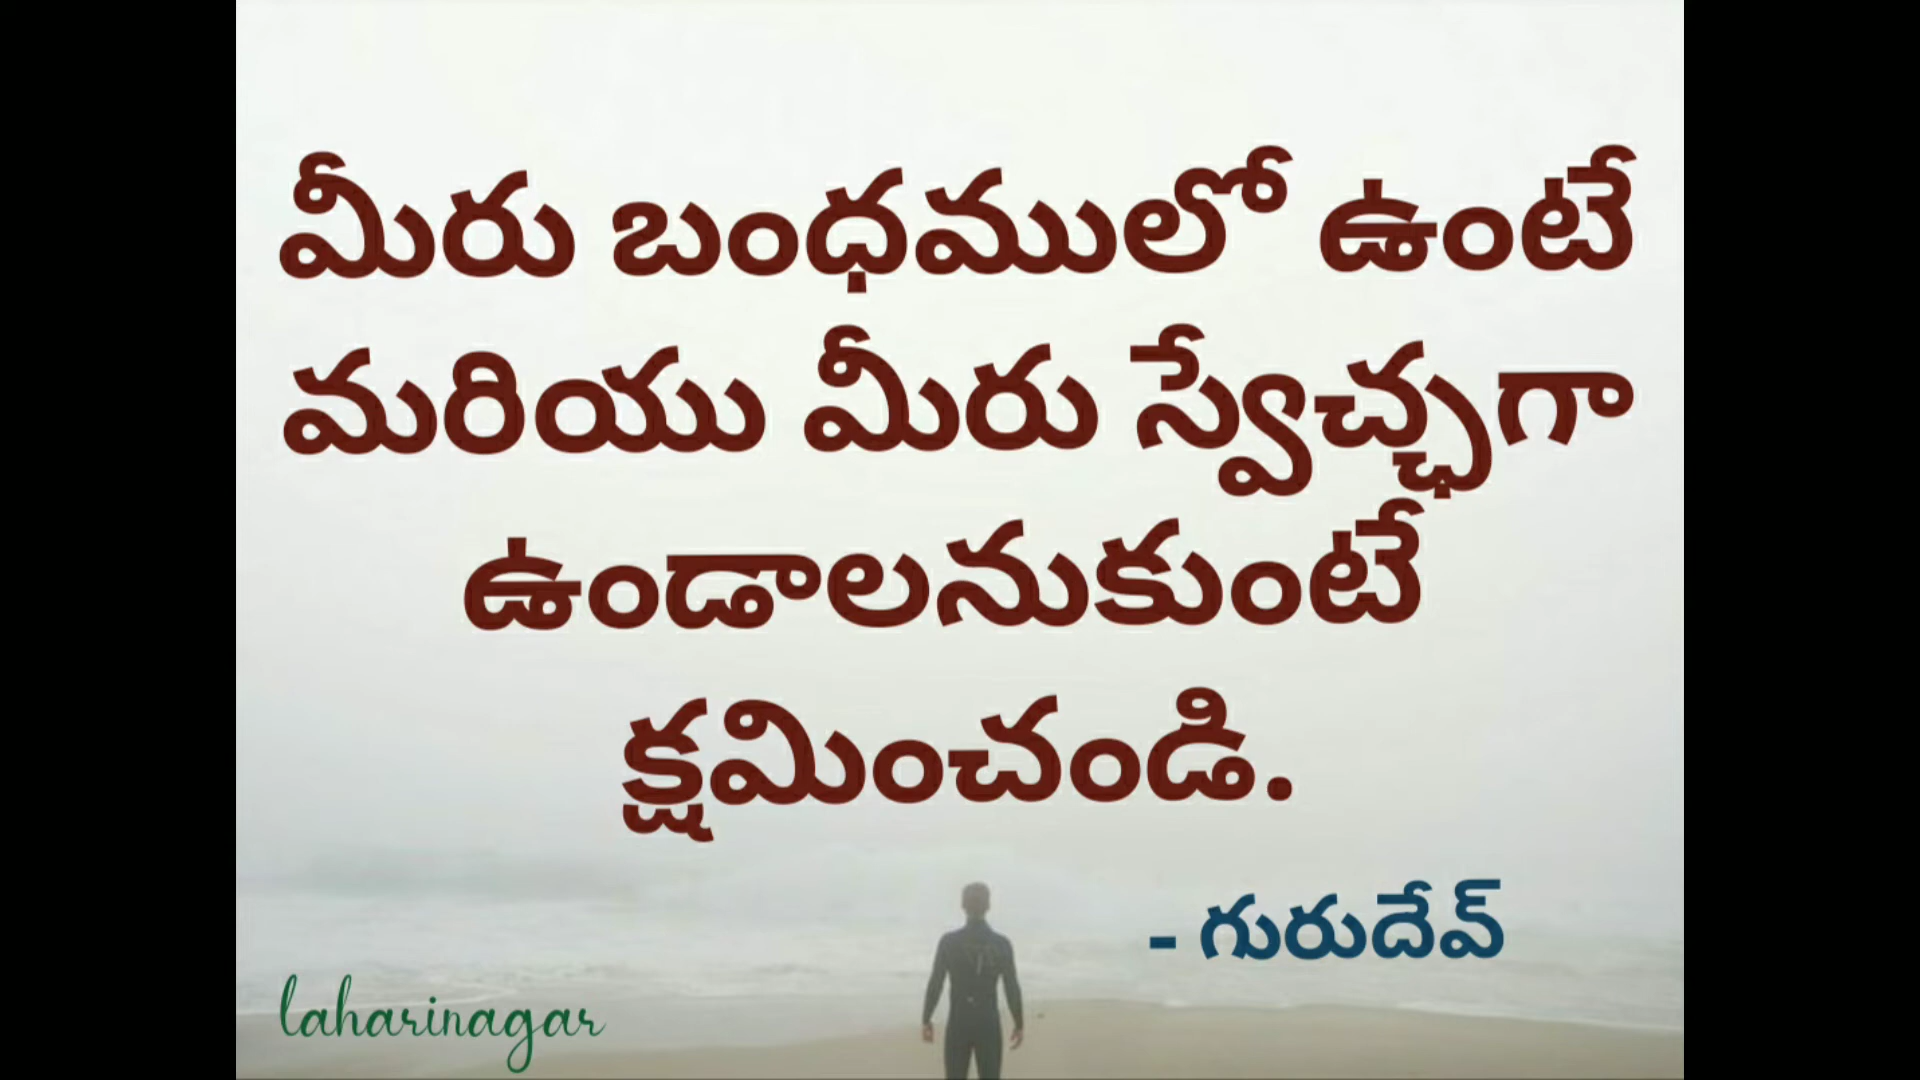 మీరు బంధములో ఉంటే
మరియు మీరు స్వేచ్ఛగా
ఉండాలనుకుంటే
క్షమించండి.
- గురుదేవ్
laharinagar